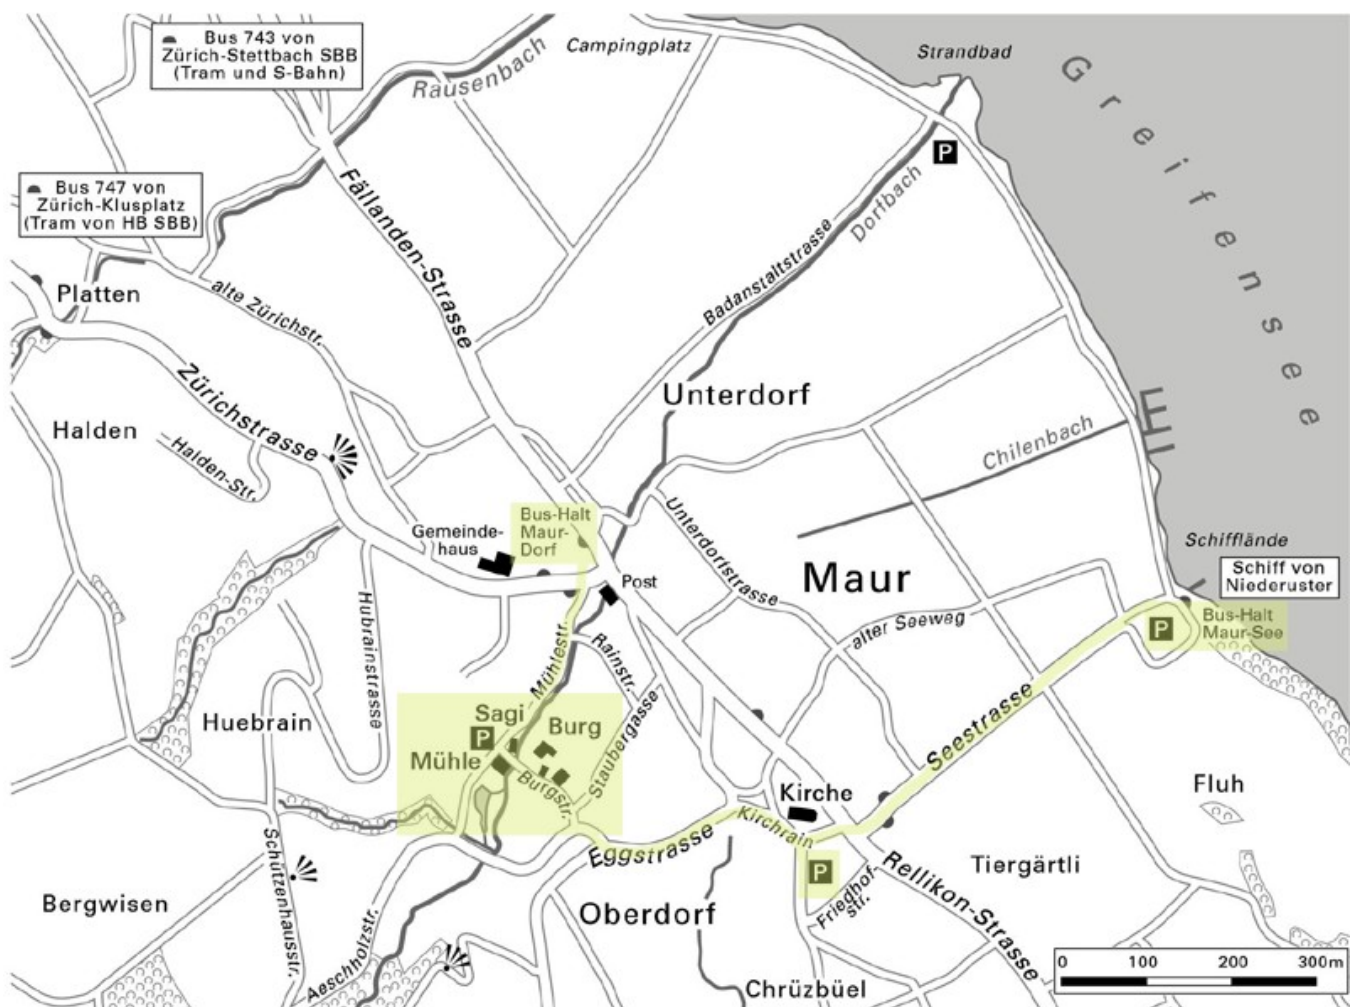 Bus 743 von
Zürich-Stettbach SBB
(Tram und S-Bahn)
Rausenbach
Campingplatz
Strandbad
Greifensee
P
Bus 747 von
Zürich-Klusplatz
(Tram von HB SBB)
Fällanden-Strasse
Dorfbach
Badanstaltstrasse
Platten
alte Zürichstr.
Zürichstrasse
Unterdorf
Halden
Halden-Str.
Chilenbach
Gemeinde-
haus
Bus-Halt
Maur-
Dorf
Unterdorfstrasse
Post
Maur
Schifflände
Schiff von
Niederuster
Bus-Halt
Maur-See
P
Hubrainstrasse
Mühlestr.
Rainstr.
alter Seeweg
Huebrain
Sagi
P
Mühle
Burg
Burgstr.
Staubergasse
Seestrasse
Kirche
Kirchrain
Eggstrasse
Fluh
P
Friedhof-
str.
Rellikon-Strasse
Tiergärtli
Schützenhausstr.
Bergwisen
Aeschholzstr.
Oberdorf
Chrüzbüel
0 100 200 300m